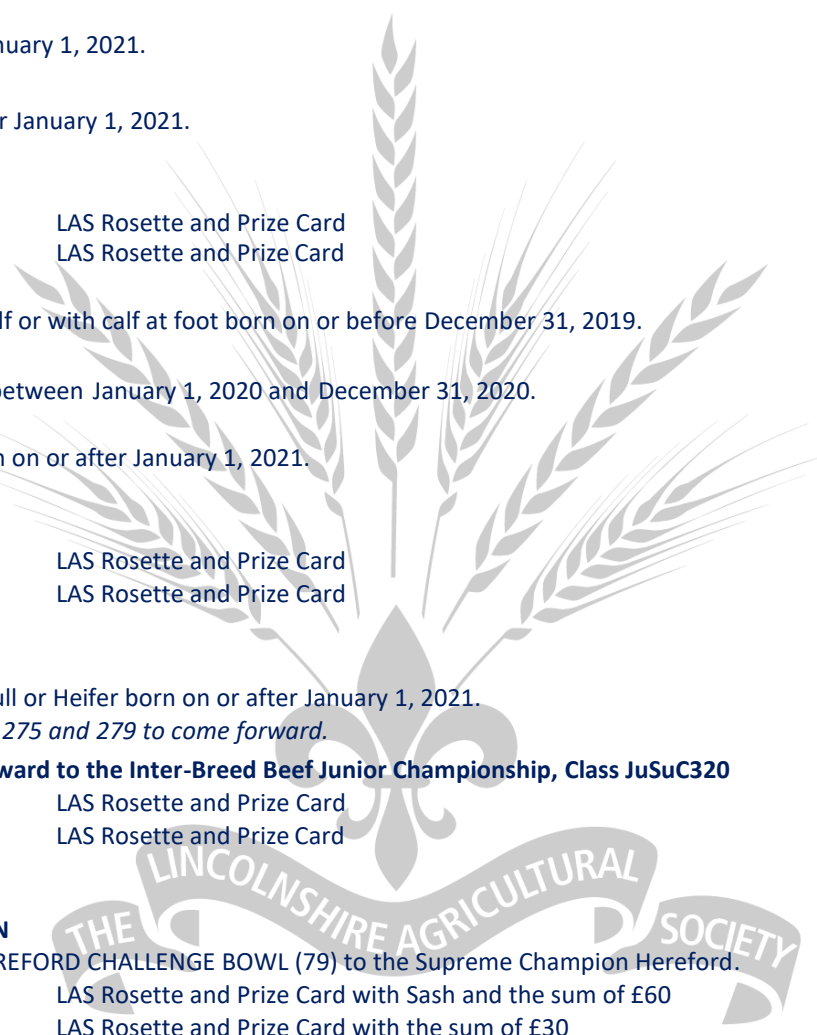 nuary 1, 2021.
r January 1, 2021.
LAS Rosette and Prize Card
LAS Rosette and Prize Card
lf or with calf at foot born on or before December 31, 2019.
between January 1, 2020 and December 31, 2020.
n on or after January 1, 2021.
LAS Rosette and Prize Card
LAS Rosette and Prize Card
ull or Heifer born on or after January 1, 2021.
275 and 279 to come forward.
ward to the Inter-Breed Beef Junior Championship, Class JuSuC320
LAS Rosette and Prize Card
LAS Rosette and Prize Card
N
REFORD CHALLENGE BOWL (79) to the Supreme Champion Hereford.
LAS Rosette and Prize Card with Sash and the sum of £60
LAS Rosette and Prize Card with the sum of £30
THE LINCOLNSHIRE AGRICULTURAL SOCIETY